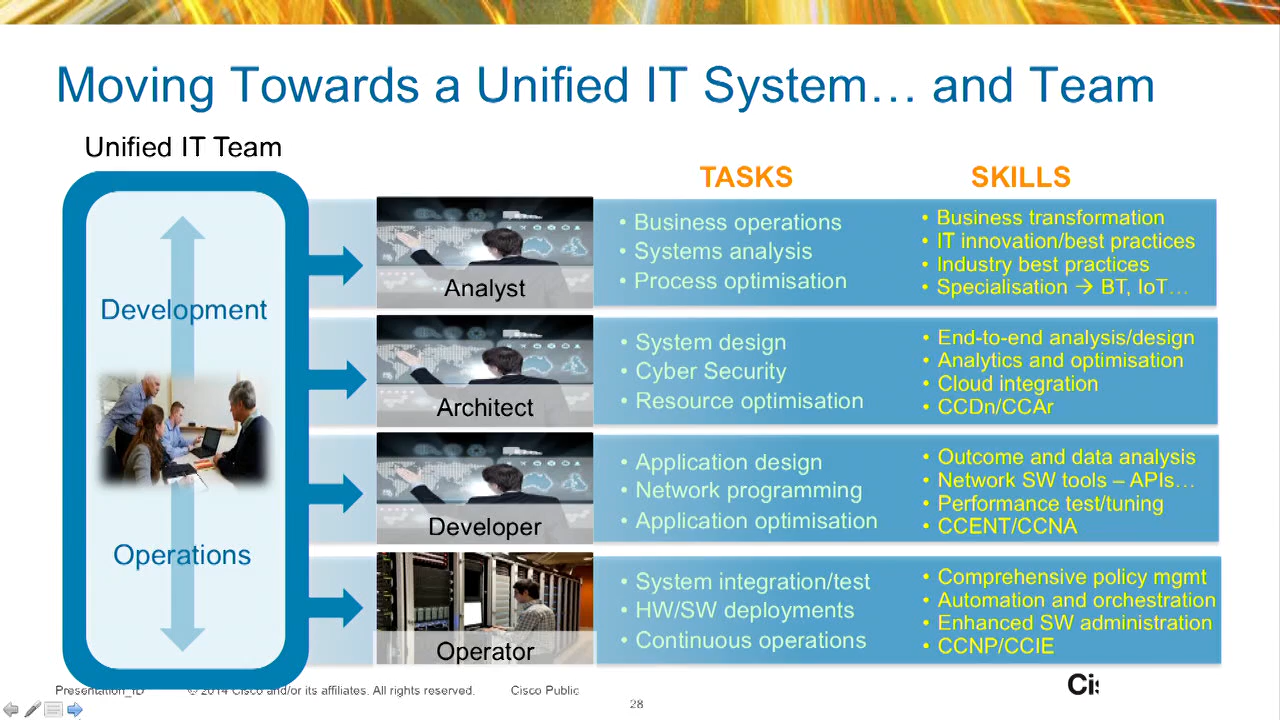 Moving Towards a Unified IT System… and Team
Unified IT Team
TASKS
SKILLS
Development
Operations
Analyst
• Business operations
• Systems analysis
• Process optimisation
• Business transformation
• IT innovation/best practices
• Industry best practices
• Specialisation → BT, IoT…
Architect
• System design
• Cyber Security
• Resource optimisation
• End-to-end analysis/design
• Analytics and optimisation
• Cloud integration
• CCDn/CCAr
Developer
• Application design
• Network programming
• Application optimisation
• Outcome and data analysis
• Network SW tools – APIs…
• Performance test/tuning
• CCENT/CCNA
Operator
• System integration/test
• HW/SW deployments
• Continuous operations
• Comprehensive policy mgmt
• Automation and orchestration
• Enhanced SW administration
• CCNP/CCIE
Presentation_ID
© 2014 Cisco and/or its affiliates. All rights reserved.
Cisco Public
28